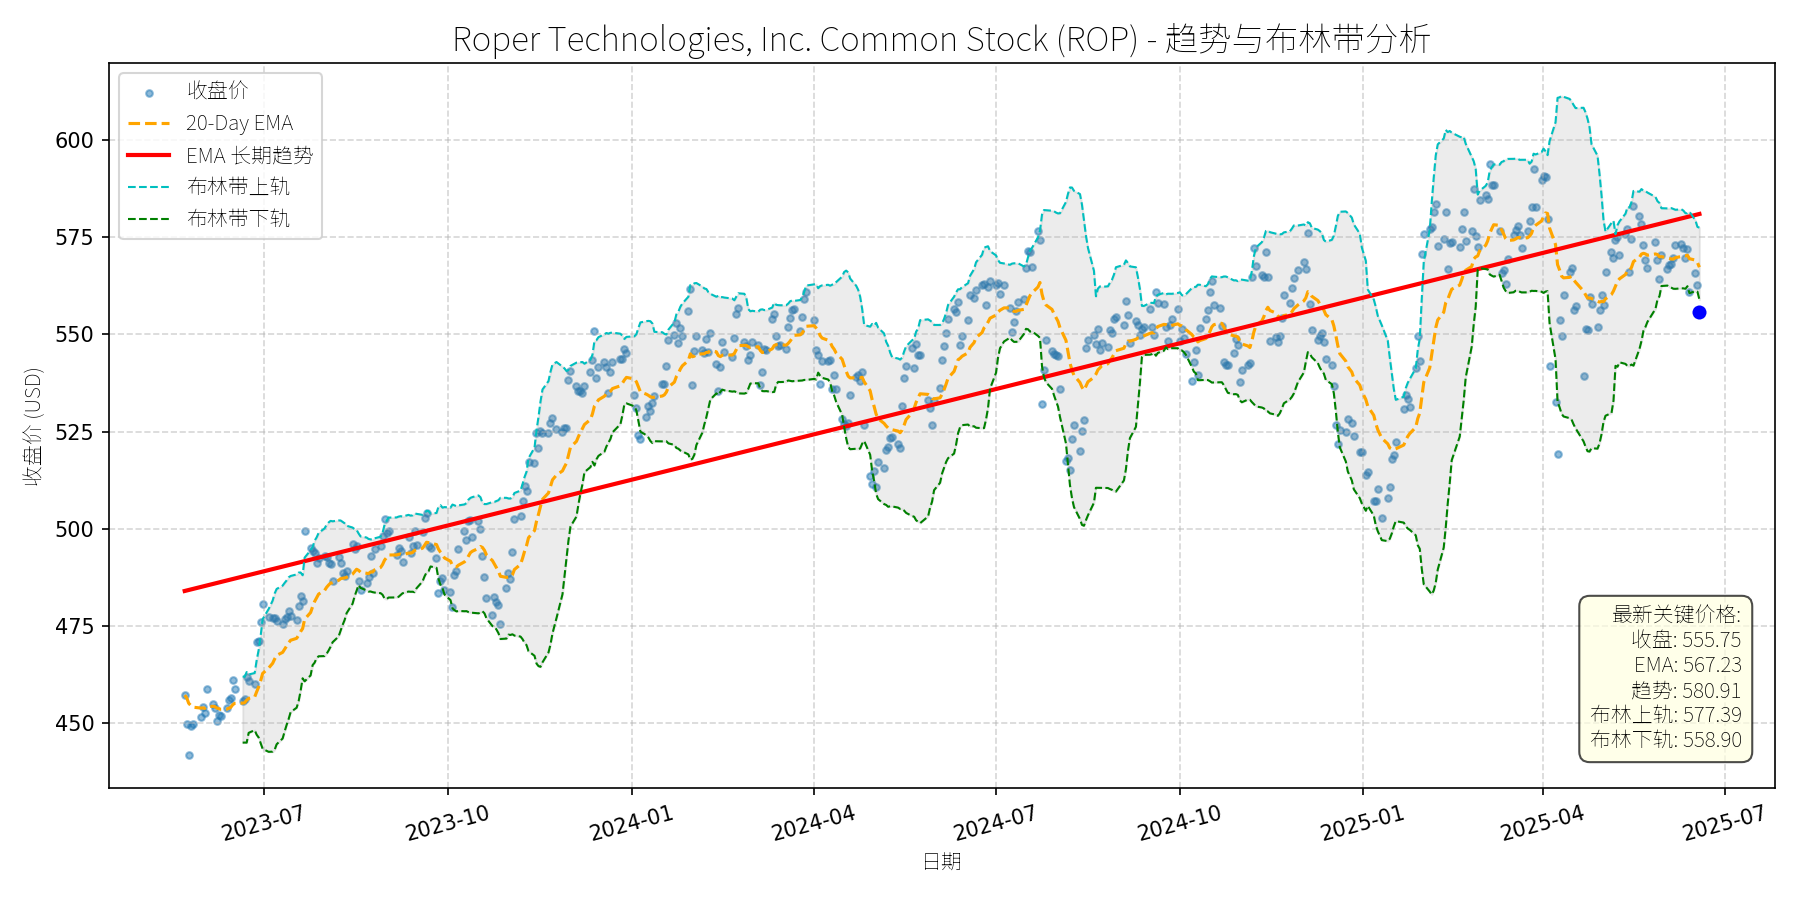 Roper Technologies, Inc. Common Stock (ROP) - 趋势与布林带分析
收盘价
20-Day EMA
EMA 长期趋势
布林带上轨
布林带下轨
收盘价 (USD)
600
575
550
525
500
475
450
最新关键价格:
收盘: 555.75
EMA: 567.23
趋势: 580.91
布林上轨: 577.39
布林下轨: 558.90
2023-07
2023-10
2024-01
2024-04
2024-07
2024-10
2025-01
2025-04
2025-07
日期